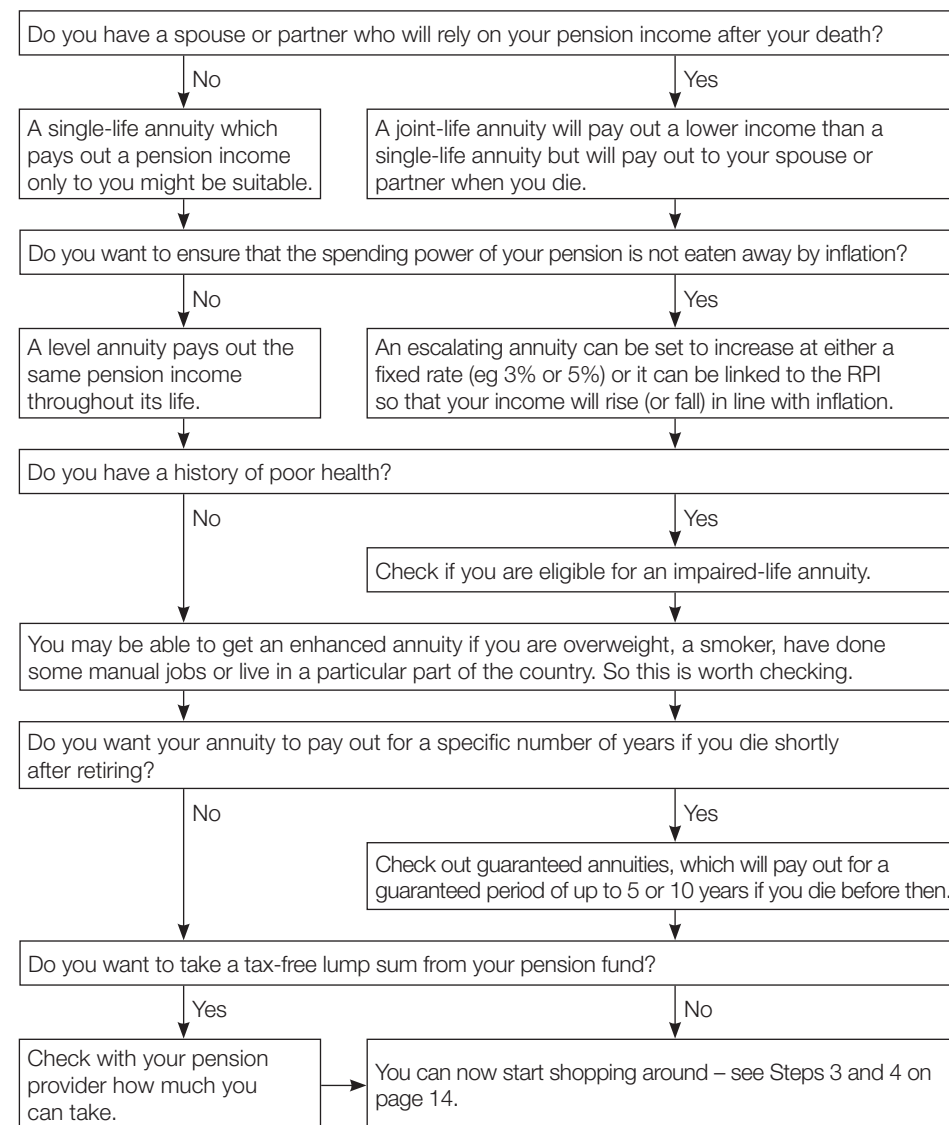 Do you have a spouse or partner who will rely on your pension income after your death?
No
Yes
A single-life annuity which
pays out a pension income
only to you might be suitable.
A joint-life annuity will pay out a lower income than a
single-life annuity but will pay out to your spouse or
partner when you die.
Do you want to ensure that the spending power of your pension is not eaten away by inflation?
No
Yes
A level annuity pays out the
same pension income
throughout its life.
An escalating annuity can be set to increase at either a
fixed rate (eg 3% or 5%) or it can be linked to the RPI
so that your income will rise (or fall) in line with inflation.
Do you have a history of poor health?
No
Yes
Check if you are eligible for an impaired-life annuity.
You may be able to get an enhanced annuity if you are overweight, a smoker, have done
some manual jobs or live in a particular part of the country. So this is worth checking.
Do you want your annuity to pay out for a specific number of years if you die shortly
after retiring?
No
Yes
Check out guaranteed annuities, which will pay out for a
guaranteed period of up to 5 or 10 years if you die before then.
Do you want to take a tax-free lump sum from your pension fund?
Yes
No
Check with your pension
provider how much you
can take.
You can now start shopping around – see Steps 3 and 4 on
page 14.